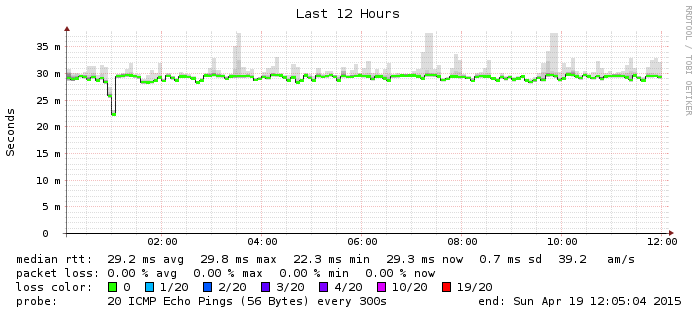 Last 12 Hours
RRDTOOL / TOBI OETIKER
Seconds
35 m
30 m
25 m
20 m
15 m
10 m
5 m
0
02:00 04:00 06:00 08:00 10:00 12:00
median rtt: 29.2 ms avg 29.8 ms max 22.3 ms min 29.3 ms now 0.7 ms sd 39.2 am/s
packet loss: 0.00 % avg 0.00 % max 0.00 % min 0.00 % now
loss color: 0 1/20 2/20 3/20 4/20 10/20 19/20
probe: 20 ICMP Echo Pings (56 Bytes) every 300s end: Sun Apr 19 12:05:04 2015